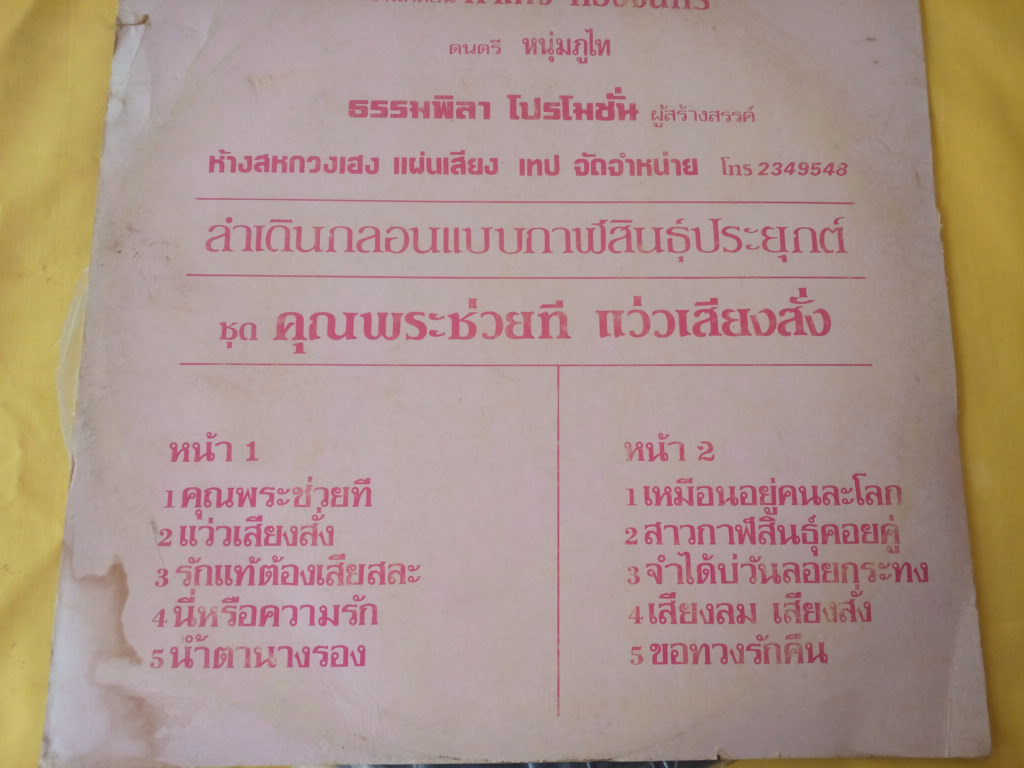 ดนตรี หนุ่มภูไท
ธรรมพิลา โปรโมชั่น ผู้สร้างสรรค์
ห้างสหกวงเฮง แผ่นเสียง เทป จัดจำหน่าย โทร 2349548
ลำเดินกลอนแบบกาฬสินธุ์ประยุกต์
ชุด คุณพระช่วยที แว่วเสียงสั่ง
หน้า 1
1 คุณพระช่วยที
2 แว่วเสียงสั่ง
3 รักแท้ต้องเสียสละ
4 นี่หรือความรัก
5 น้ำตานางรอง
หน้า 2
1 เหมือนอยู่คนละโลก
2 สาวกาฬสินธุ์คอยคู่
3 จำได้บ่วันลอยกระทง
4 เสียงลม เสียงสั่ง
5 ขอทวงรักคืน